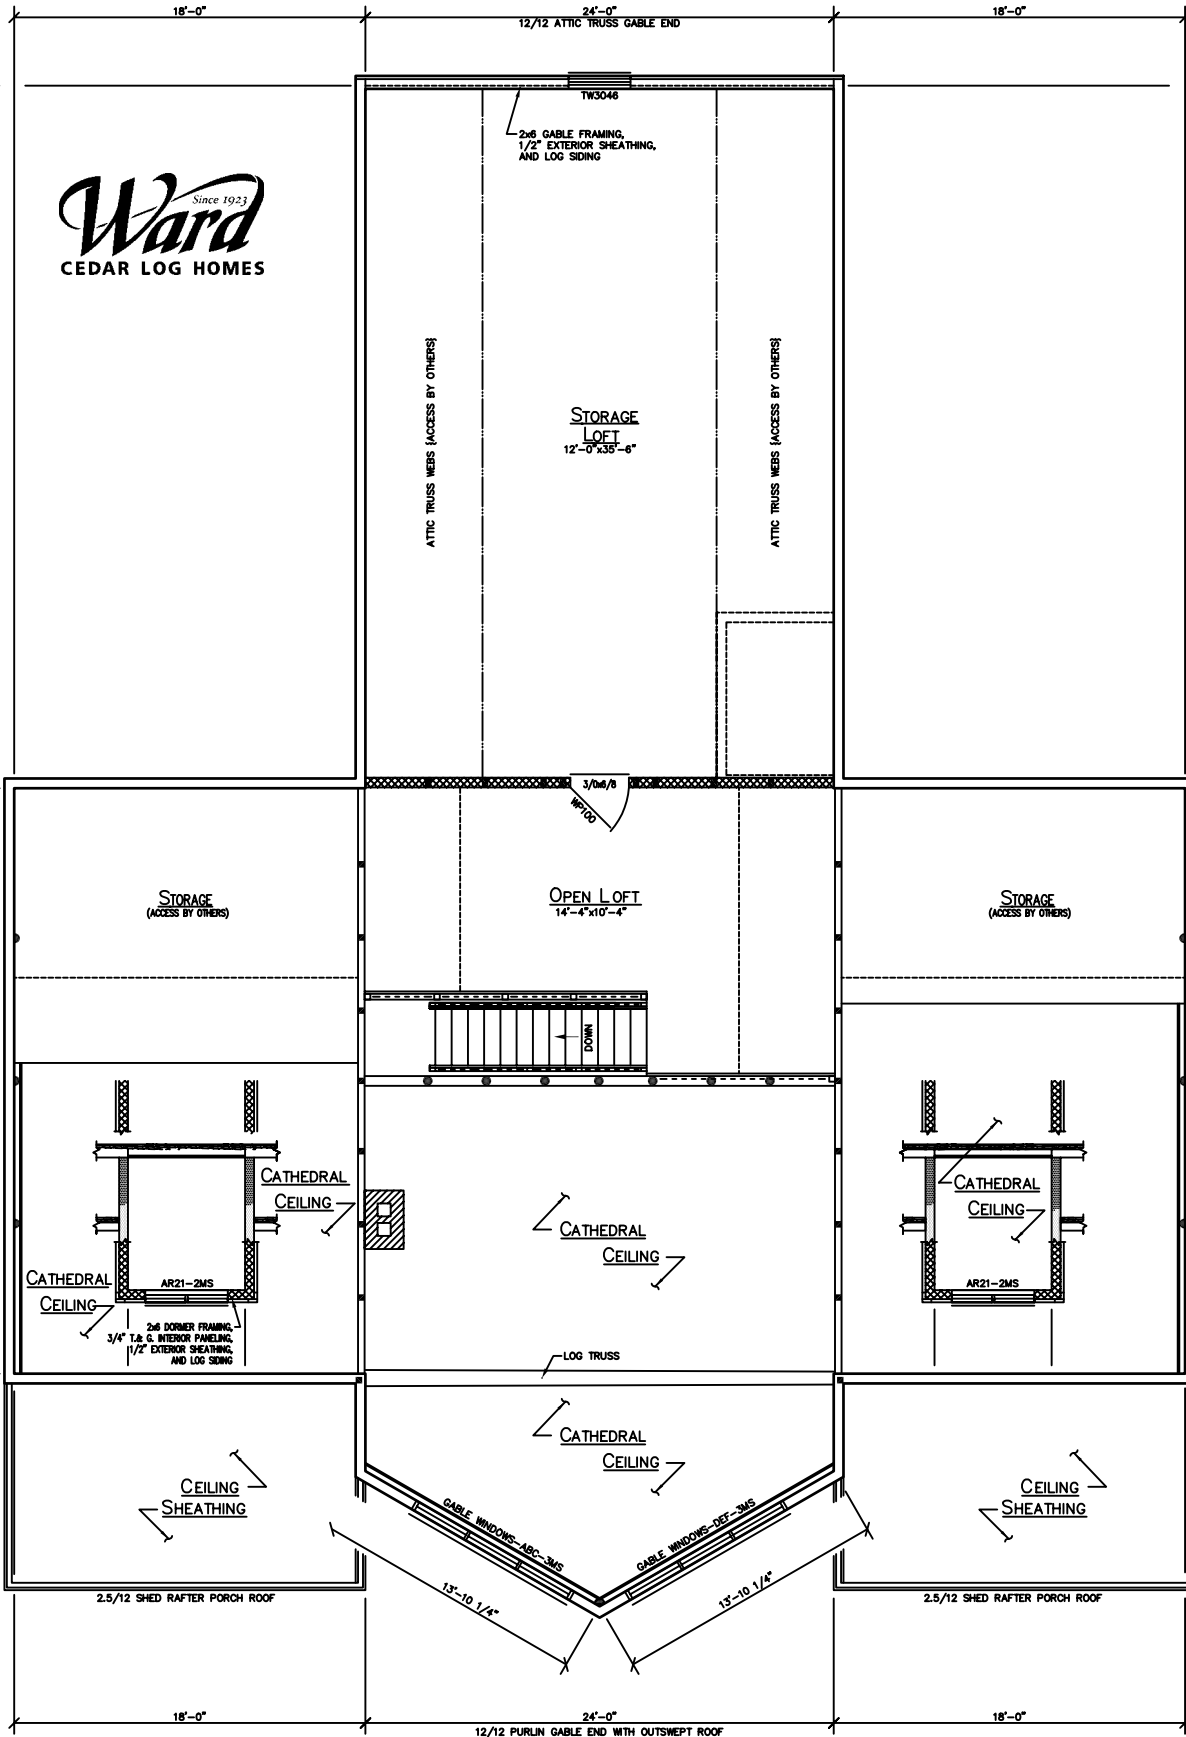 18'-0"
24'-0"
18'-0"
12/12 ATTIC TRUSS GABLE END
TW3046
2x6 GABLE FRAMING,
1/2" EXTERIOR SHEATHING,
AND LOG SIDING
Ward
Since 1923
CEDAR LOG HOMES
ATTIC TRUSS WEBS {ACCESS BY OTHERS}
STORAGE
LOFT
12'-0"x35'-6"
ATTIC TRUSS WEBS {ACCESS BY OTHERS}
3/0x6/8
WP100
STORAGE
(ACCESS BY OTHERS)
OPEN LOFT
14'-4"x10'-4"
STORAGE
(ACCESS BY OTHERS)
DOWN
CATHEDRAL
CEILING
CATHEDRAL
CEILING
CATHEDRAL
CEILING
CATHEDRAL
CEILING
AR21-2MS
AR21-2MS
2x6 DORMER FRAMING,
3/4" T.& G. INTERIOR PANELING,
1/2" EXTERIOR SHEATHING,
AND LOG SIDING
LOG TRUSS
CATHEDRAL
CEILING
CEILING
SHEATHING
CEILING
SHEATHING
GABLE WINDOWS-ABC-3MS
GABLE WINDOWS-DEF-3MS
13'-10 1/4"
13'-10 1/4"
2.5/12 SHED RAFTER PORCH ROOF
2.5/12 SHED RAFTER PORCH ROOF
18'-0"
24'-0"
18'-0"
12/12 PURLIN GABLE END WITH OUTSWEPT ROOF